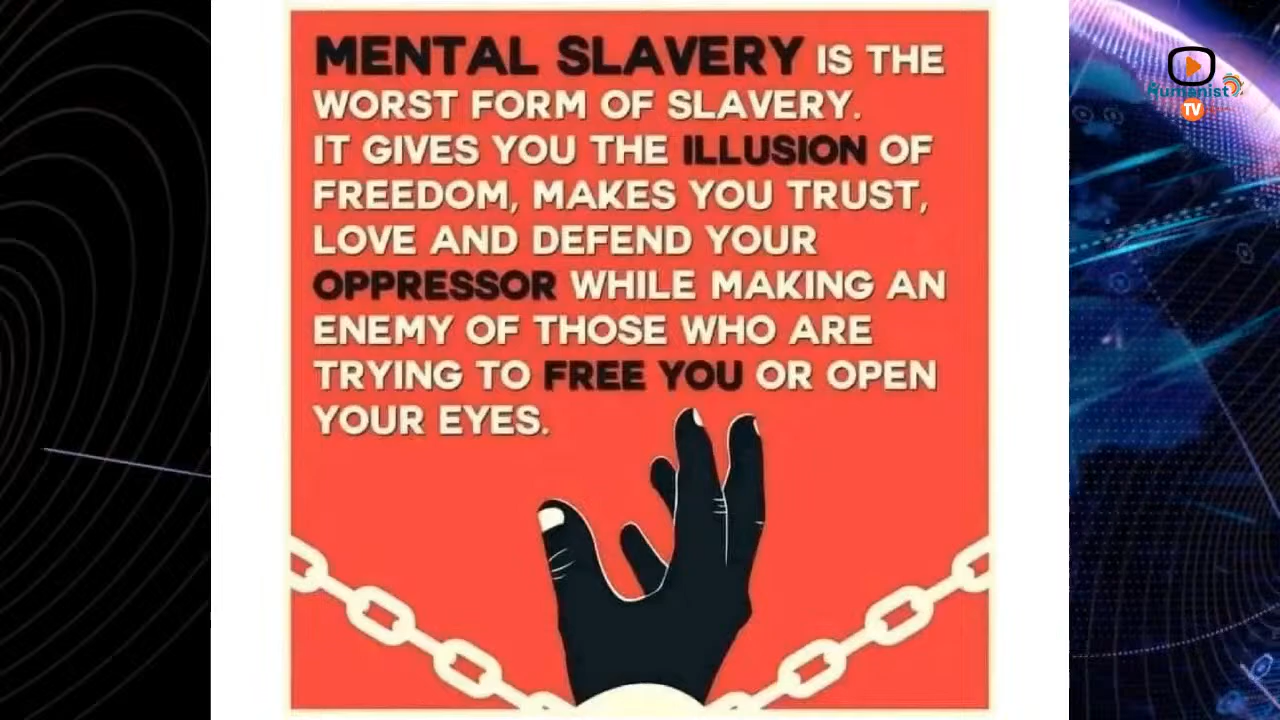 MENTAL SLAVERY IS THE
WORST FORM OF SLAVERY.
IT GIVES YOU THE ILLUSION OF
FREEDOM, MAKES YOU TRUST,
LOVE AND DEFEND YOUR
OPPRESSOR WHILE MAKING AN
ENEMY OF THOSE WHO ARE
TRYING TO FREE YOU OR OPEN
YOUR EYES.
Humanist
TV